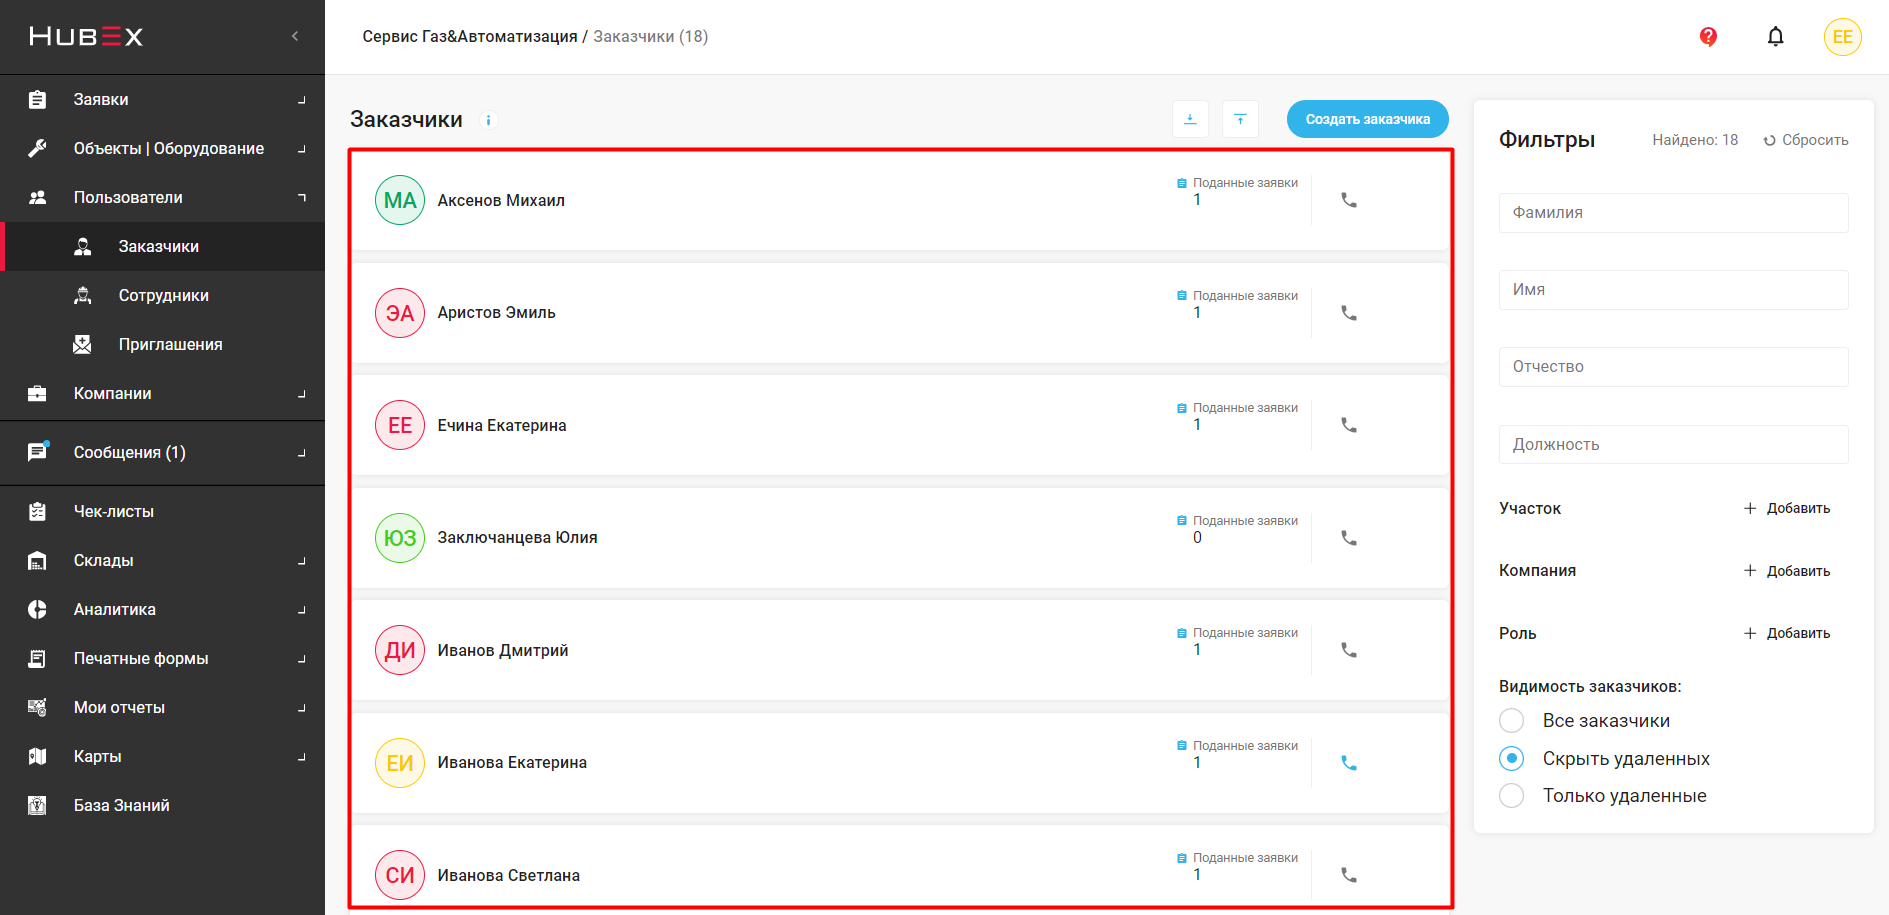 HUBEX
Сервис Газ&Автоматизация / Заказчики (18)
EE
Заявки
Объекты | Оборудование
Пользователи
Заказчики
Сотрудники
Приглашения
Компании
Сообщения (1)
Чек-листы
Склады
Аналитика
Печатные формы
Мои отчеты
Карты
База Знаний
Заказчики
Создать заказчика
МА
Аксенов Михаил
Поданные заявки
1
ЭА
Аристов Эмиль
Поданные заявки
1
ЕЕ
Ечина Екатерина
Поданные заявки
1
ЮЗ
Заключанцева Юлия
Поданные заявки
0
ДИ
Иванов Дмитрий
Поданные заявки
1
ЕИ
Иванова Екатерина
Поданные заявки
1
СИ
Иванова Светлана
Поданные заявки
1
Фильтры
Найдено: 18
Сбросить
Фамилия
Имя
Отчество
Должность
Участок
+ Добавить
Компания
+ Добавить
Роль
+ Добавить
Видимость заказчиков:
Все заказчики
Скрыть удаленных
Только удаленные